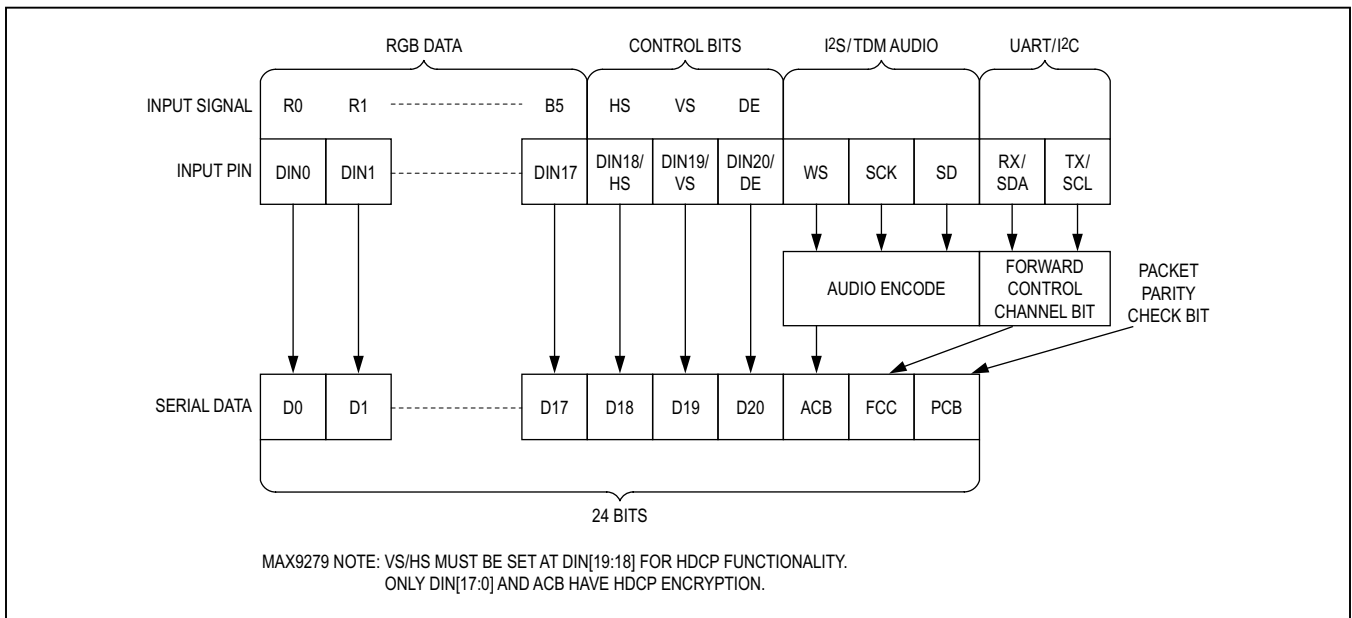 RGB DATA CONTROL BITS I2S/TDM AUDIO UART/I2C
INPUT SIGNAL R0 R1 B5 HS VS DE
INPUT PIN DIN0 DIN1 DIN17 DIN18/ HS DIN19/ VS DIN20/ DE WS SCK SD RX/ SDA TX/ SCL
AUDIO ENCODE
FORWARD
CONTROL
CHANNEL BIT
PACKET
PARITY
CHECK BIT
SERIAL DATA D0 D1 D17 D18 D19 D20 ACB FCC PCB
24 BITS
MAX9279 NOTE: VS/HS MUST BE SET AT DIN[19:18] FOR HDCP FUNCTIONALITY.
ONLY DIN[17:0] AND ACB HAVE HDCP ENCRYPTION.